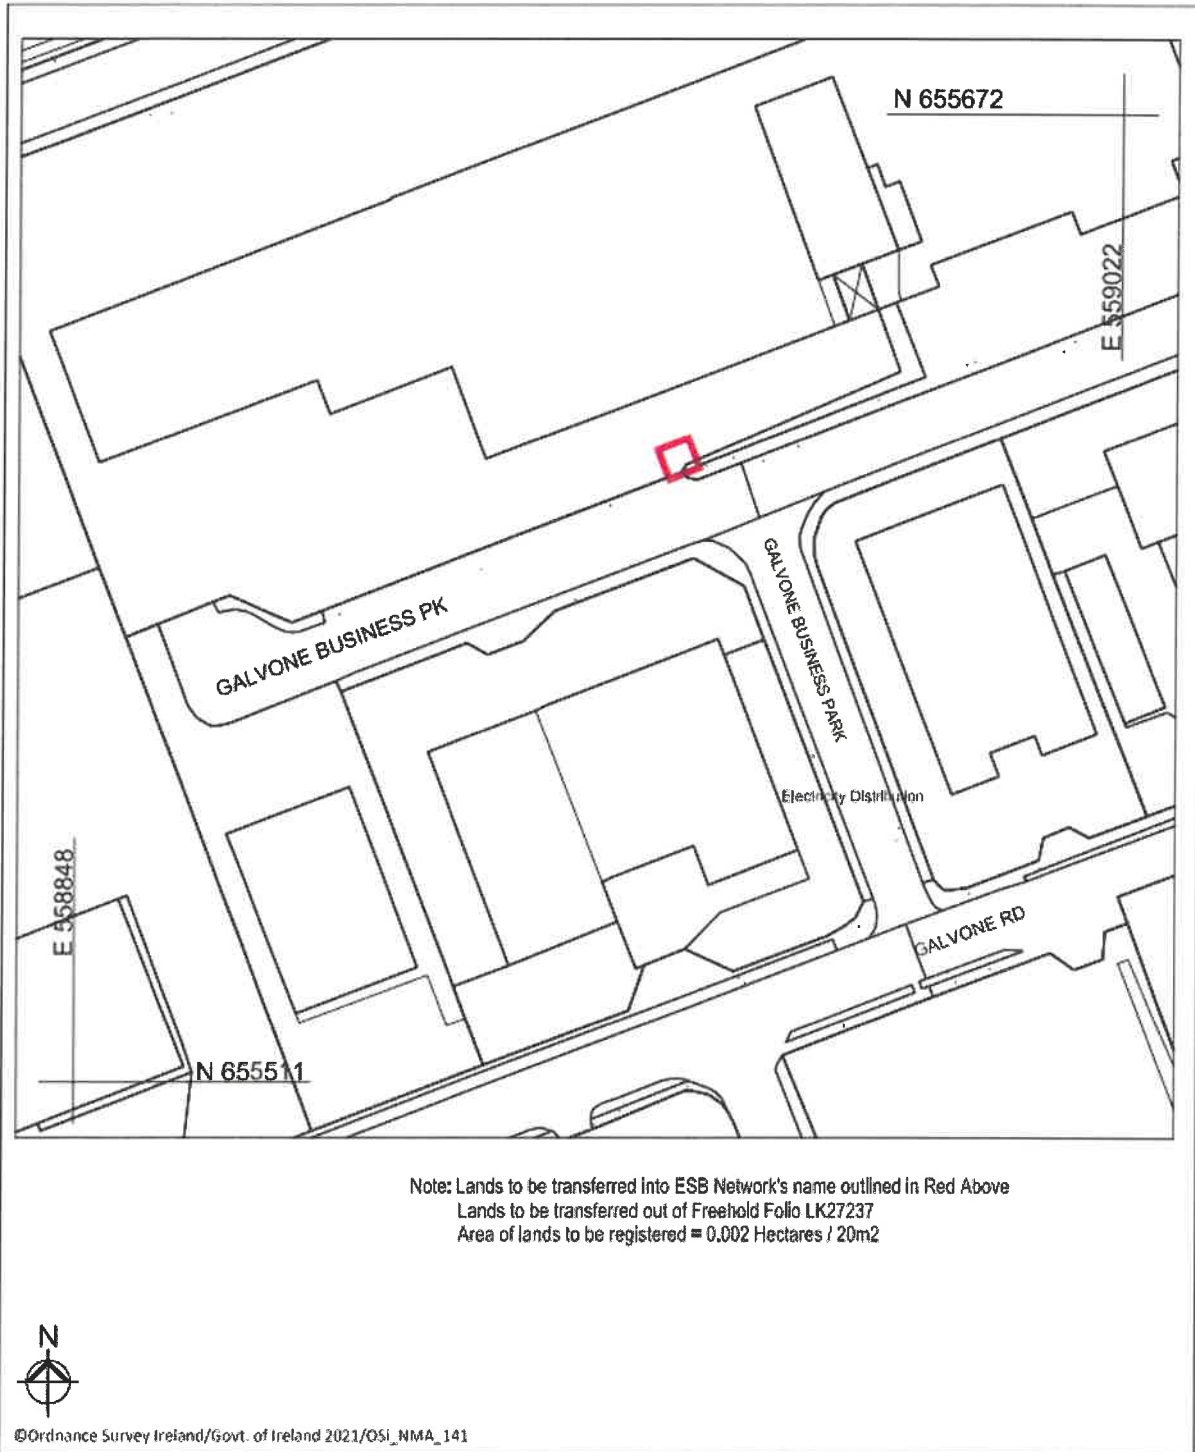 N 655672
E 559022
GALVONE BUSINESS PK
GALVONE BUSINESS PARK
Electricity Distribution
E 558848
GALVONE RD
N 655511
Note: Lands to be transferred into ESB Network's name outlined in Red Above
Lands to be transferred out of Freehold Folio LK27237
Area of lands to be registered = 0.002 Hectares / 20m2
N
©Ordnance Survey Ireland/Govt. of Ireland 2021/OSi_NMA_141